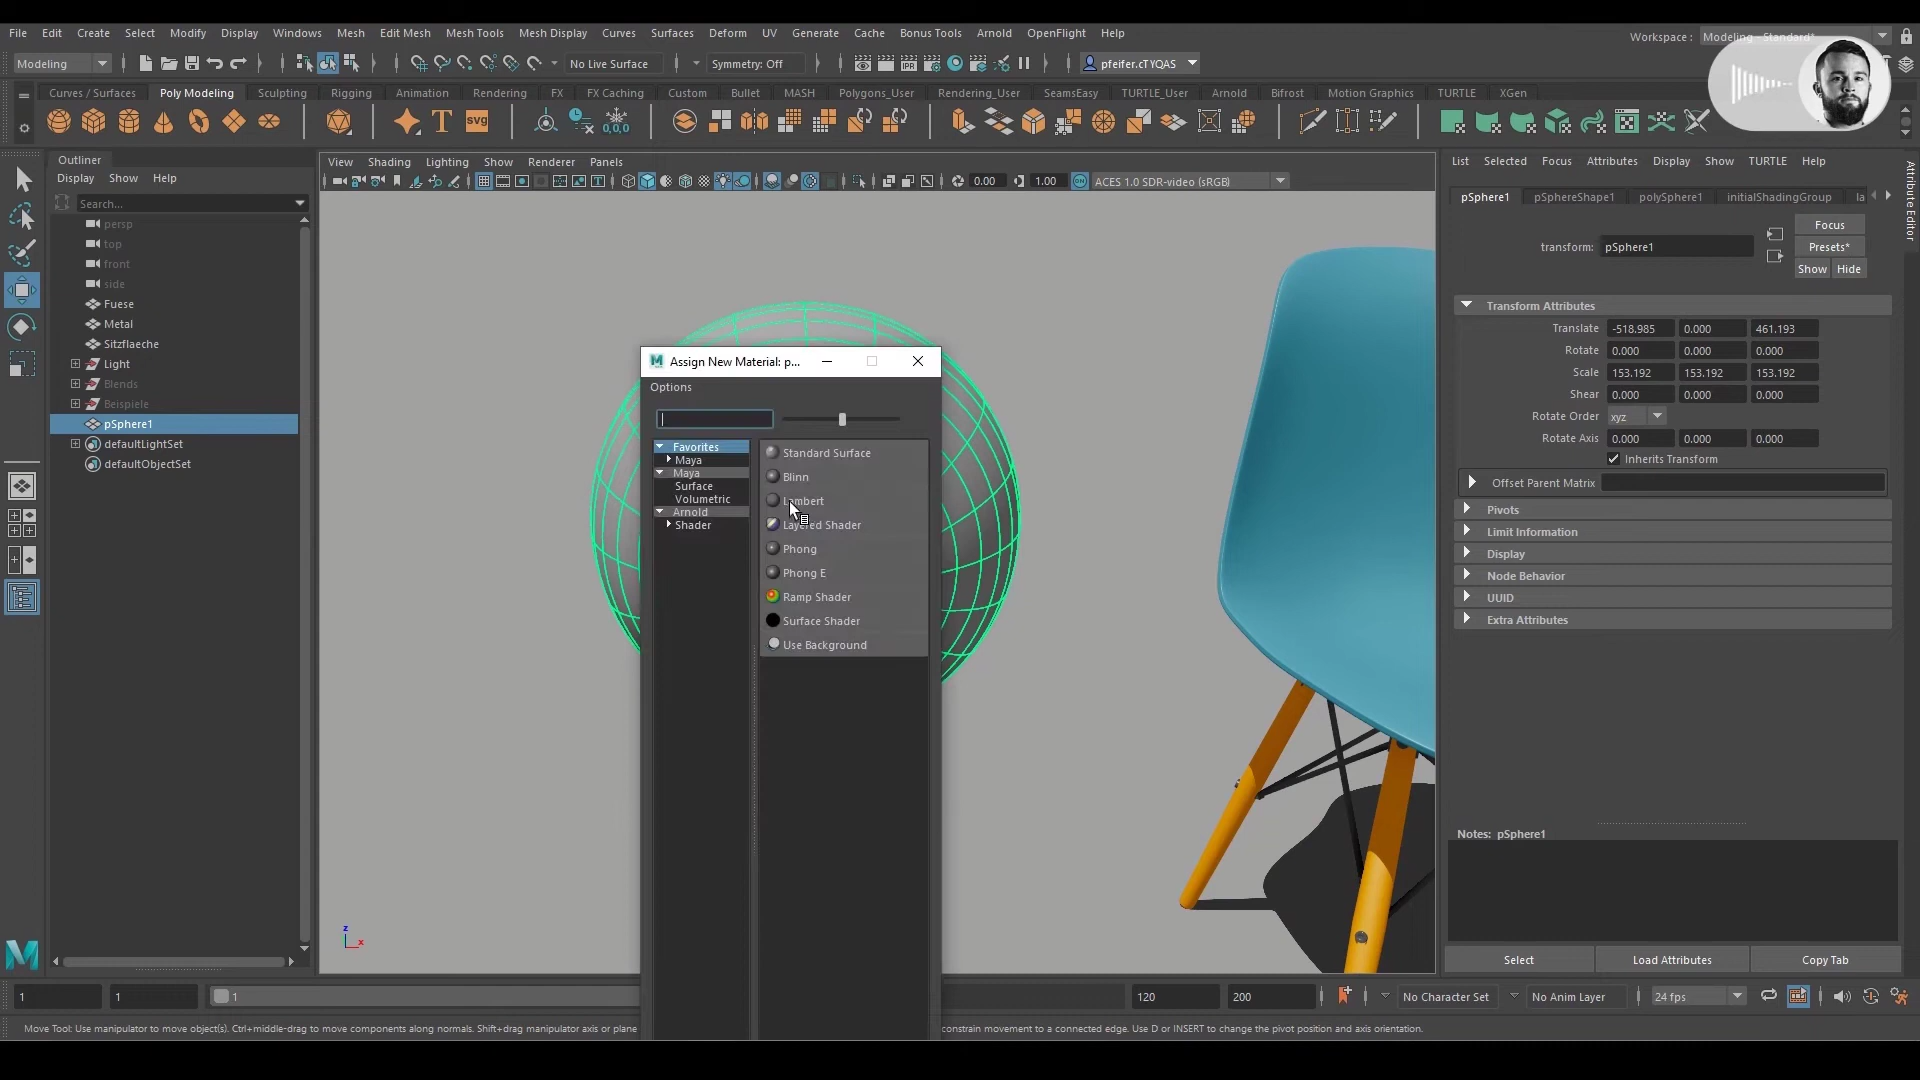 File Edit Create Select Modify Display Windows Mesh Edit Mesh Mesh Tools Mesh Display Curves Surfaces Deform UV Generate Cache Bonus Tools Arnold OpenFlight Help
Workspace : Modeling - Standard*
Modeling No Live Surface Symmetry: Off pfeifer.cTYQAS
Curves / Surfaces Poly Modeling Sculpting Rigging Animation Rendering FX FX Caching Custom Bullet MASH Polygons_User Rendering_User SeamsEasy TURTLE_User Arnold Bifrost Motion Graphics TURTLE XGen
T SVG 0,0,0
Outliner
Display Show Help
Search...
persp
top
front
side
Fuese
Metal
Sitzflaeche
Light
Blends
Beispiele
pSphere1
defaultLightSet
defaultObjectSet
View Shading Lighting Show Renderer Panels
0.00 1.00 ON ACES 1.0 SDR-video (sRGB)
Assign New Material: p...
Options
Favorites
Maya
Maya
Surface
Volumetric
Arnold
Shader
Standard Surface
Blinn
Lambert
Layered Shader
Phong
Phong E
Ramp Shader
Surface Shader
Use Background
z
x
List Selected Focus Attributes Display Show TURTLE Help
pSphere1 pSphereShape1 polySphere1 initialShadingGroup la
Attribute Editor
transform: pSphere1
Focus
Presets*
Show Hide
Transform Attributes
Translate -518.985 0.000 461.193
Rotate 0.000 0.000 0.000
Scale 153.192 153.192 153.192
Shear 0.000 0.000 0.000
Rotate Order xyz
Rotate Axis 0.000 0.000 0.000
Inherits Transform
Offset Parent Matrix
Pivots
Limit Information
Display
Node Behavior
UUID
Extra Attributes
Notes: pSphere1
Select Load Attributes Copy Tab
1 1 1 120 200 No Character Set No Anim Layer 24 fps
Move Tool: Use manipulator to move object(s). Ctrl+middle-drag to move components along normals. Shift+drag manipulator axis or plane constrain movement to a connected edge. Use D or INSERT to change the pivot position and axis orientation.